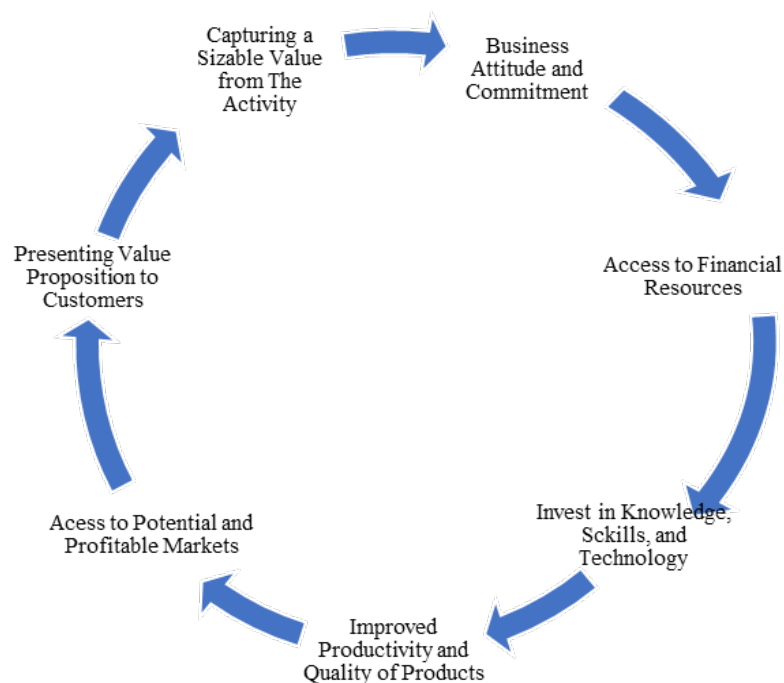 Capturing a
Sizable Value
from The
Activity
Business
Attitude and
Commitment
Access to Financial
Resources
Invest in Knowledge,
Sckills, and
Technology
Improved
Productivity and
Quality of Products
Acess to Potential and
Profitable Markets
Presenting Value
Proposition to
Customers